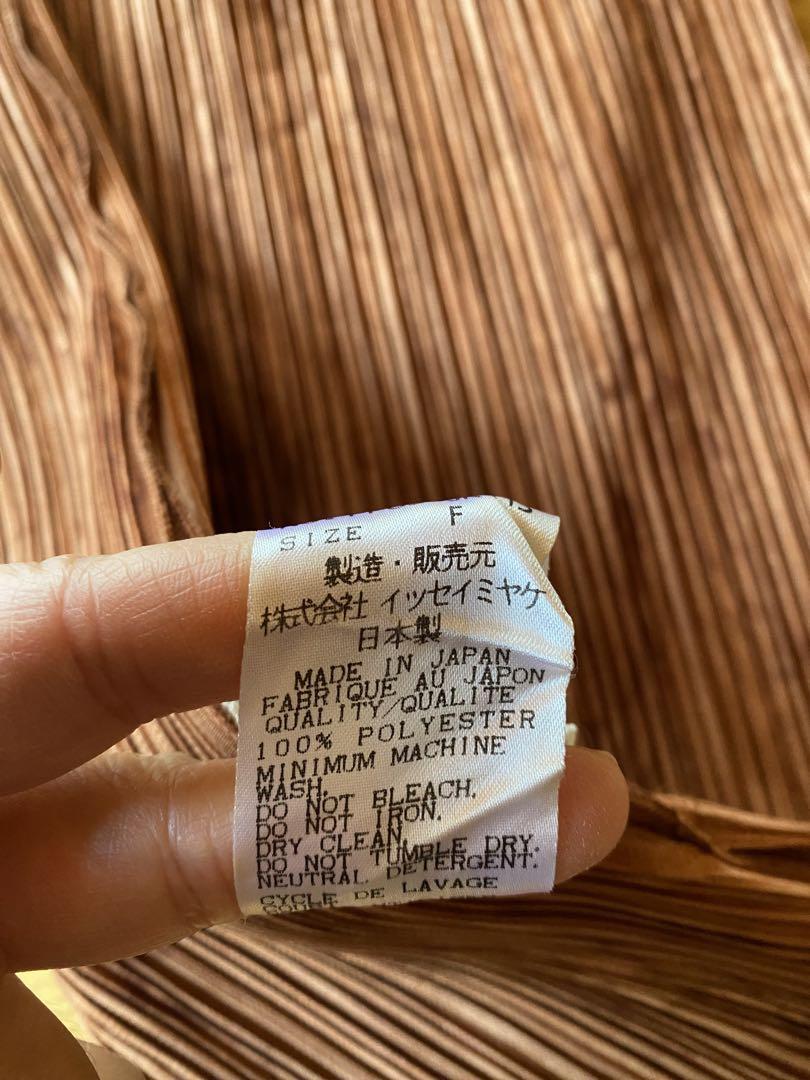 SIZE F
製造・販売元
株式会社 イッセイミヤケ
日本製
MADE IN JAPAN
FABRIQUE AU JAPON
QUALITY/QUALITE
100% POLYESTER
MINIMUM MACHINE
WASH.
DO NOT BLEACH.
DO NOT IRON.
DRY CLEAN.
DO NOT TUMBLE DRY.
NEUTRAL DETERGENT.
CYCLE DE LAVAGE